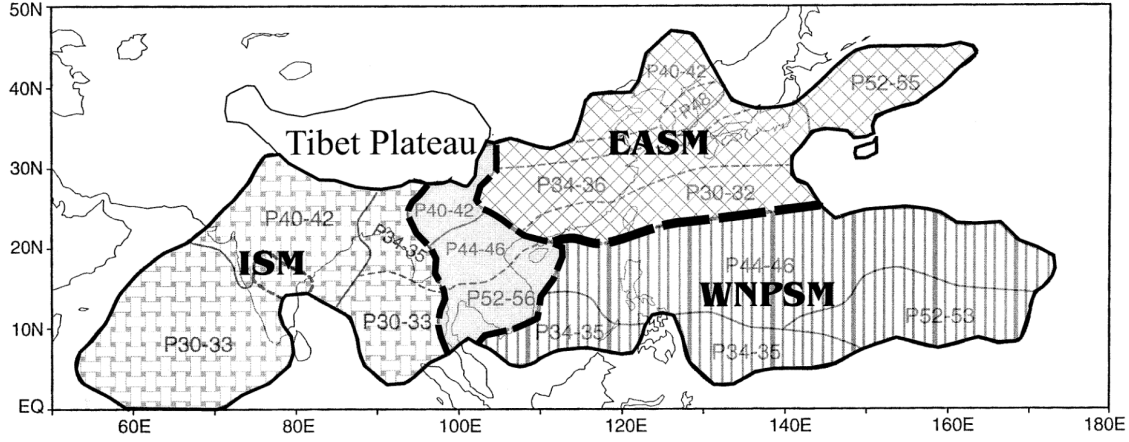 50N
40N
30N
20N
10N
EQ
P40-42
P48
P52-55
Tibet Plateau
EASM
P34-36
P30-32
P40-42
P40-42
P34-35
P44-46
ISM
P44-46
WNPSM
P52-56
P30-33
P34-35
P52-53
P30-33
P34-35
60E
80E
100E
120E
140E
160E
180E